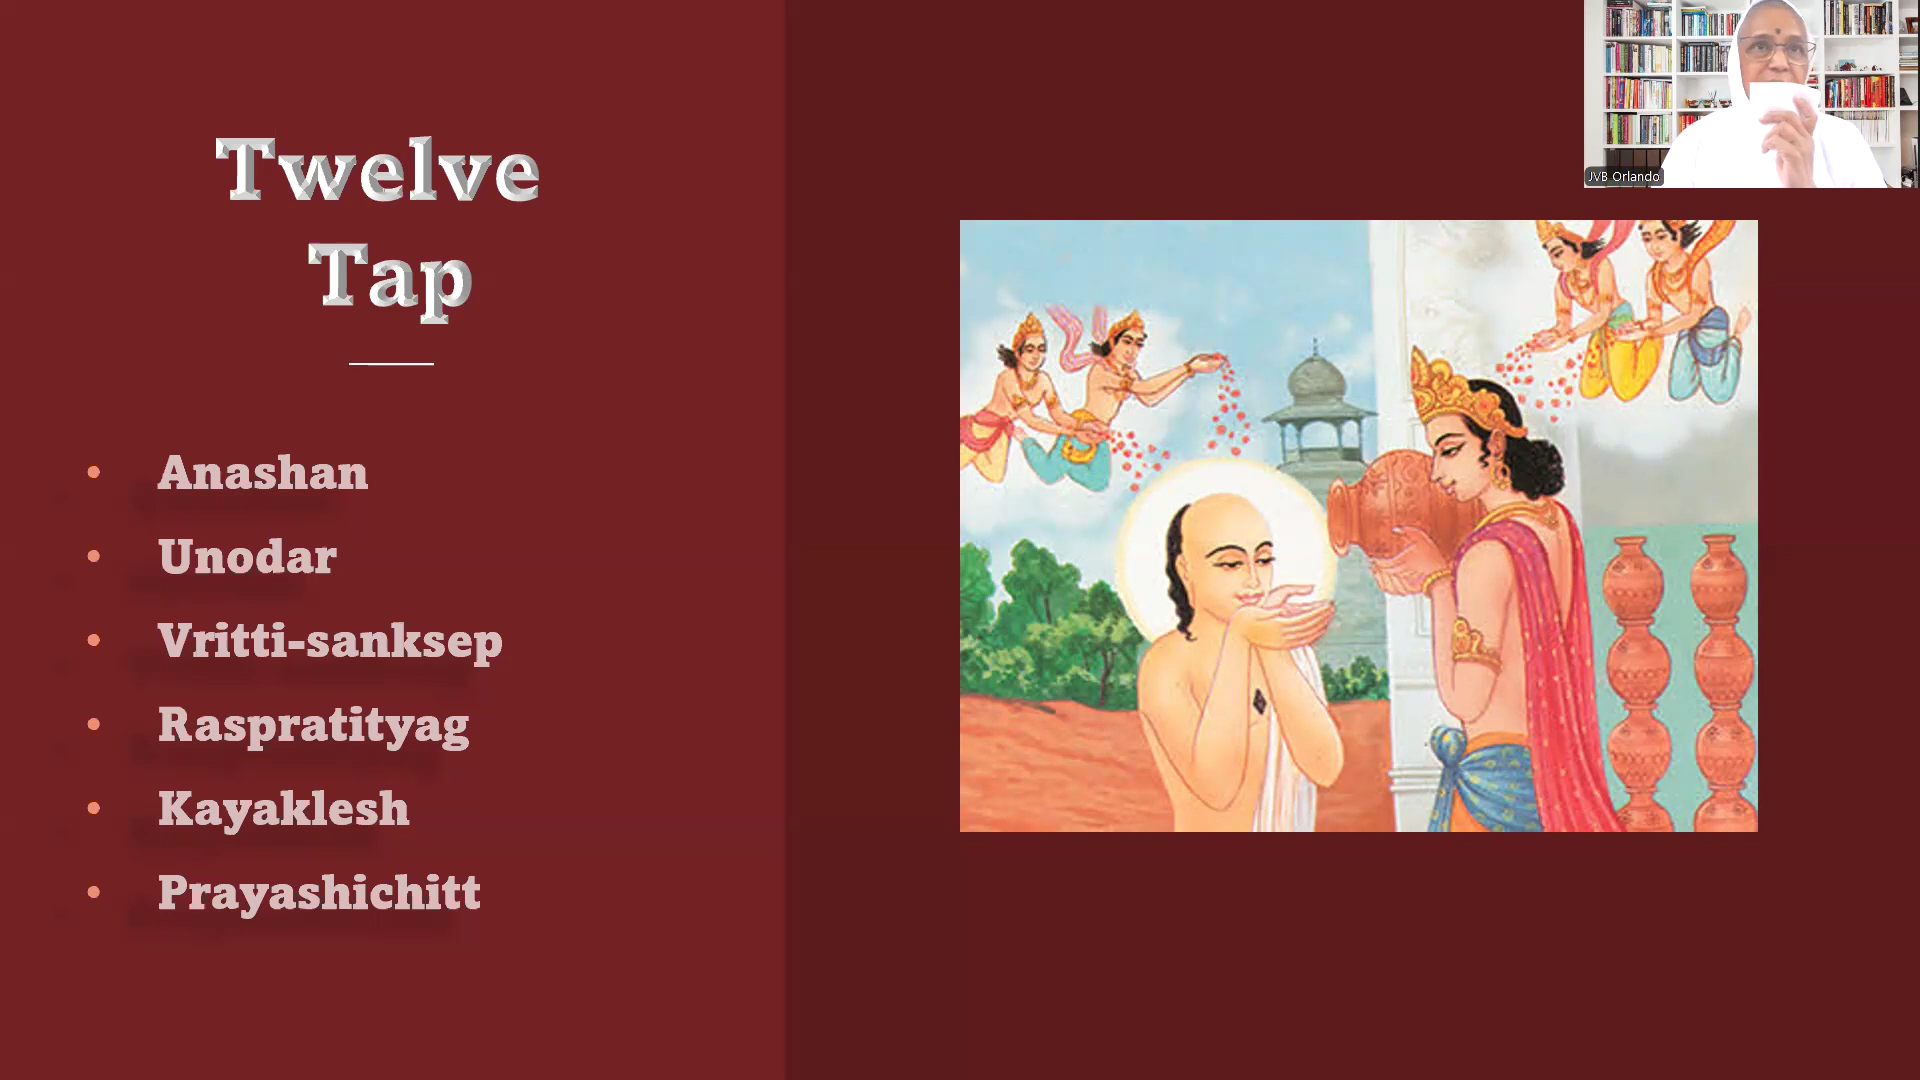 Twelve
Tap
Anashan
Unodar
Vritti-sanksep
Raspratityag
Kayaklesh
Prayashichitt
JVB Orlando